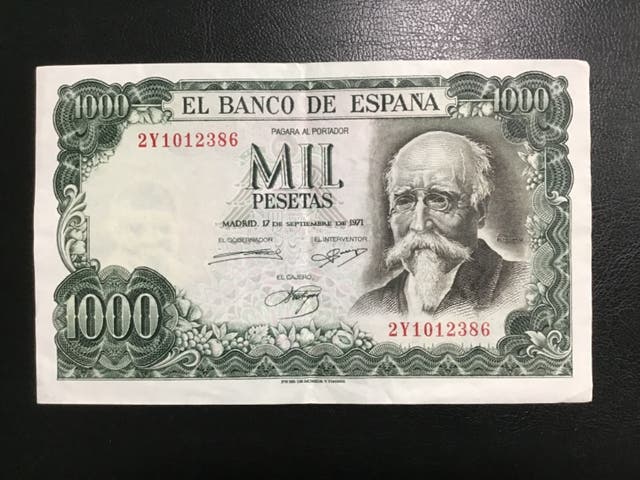 1000 EL BANCO DE ESPAÑA 1000
PAGARA AL PORTADOR
2Y1012386
MIL
PESETAS
MADRID, 17 DE SEPTIEMBRE DE 1971
EL GOBERNADOR EL INTERVENTOR
EL CAJERO,
1000
2Y1012386